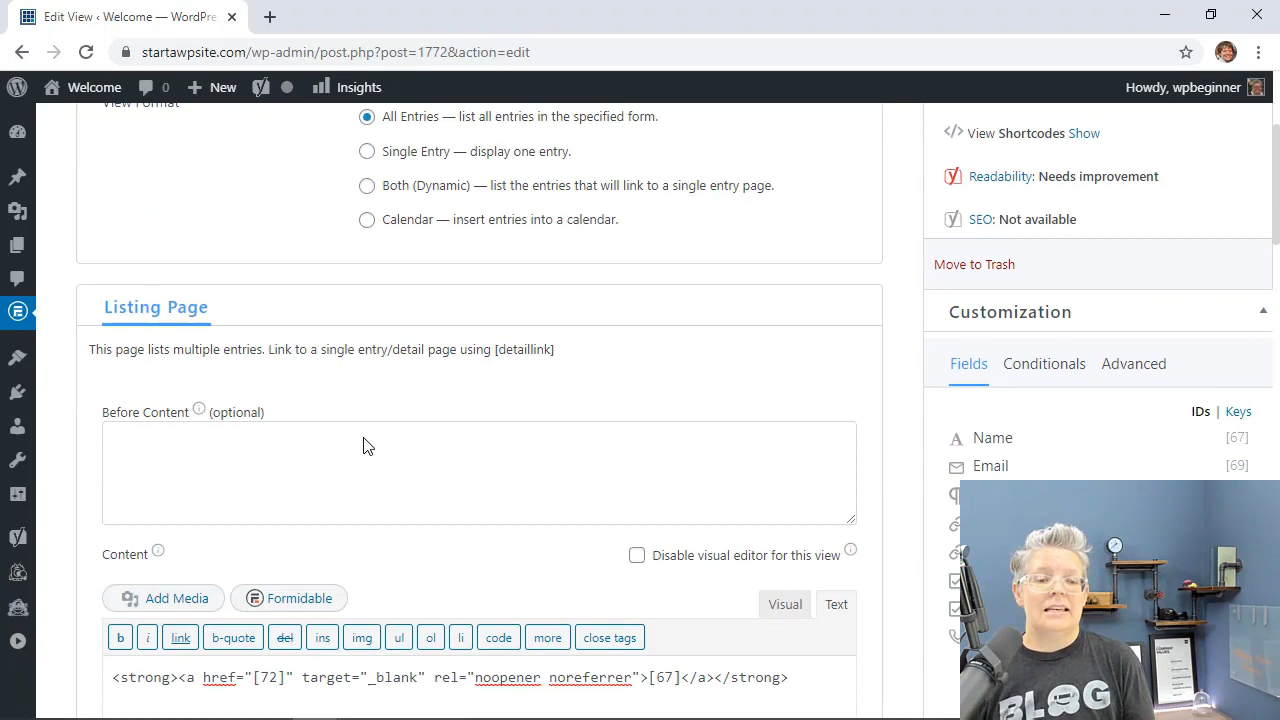 Edit View ‹ Welcome — WordPre
startawpsite.com/wp-admin/post.php?post=1772&action=edit
Welcome 0 New Insights Howdy, wpbeginner
View Format
All Entries — list all entries in the specified form.
Single Entry — display one entry.
Both (Dynamic) — list the entries that will link to a single entry page.
Calendar — insert entries into a calendar.
Listing Page
This page lists multiple entries. Link to a single entry/detail page using [detaillink]
Before Content (optional)
Content
Disable visual editor for this view
Add Media Formidable Visual Text
b i link b-quote del ins img ul ol li code more close tags
<strong><a href="[72]" target="_blank" rel="noopener noreferrer">[67]</a></strong>
</> View Shortcodes Show
Readability: Needs improvement
SEO: Not available
Move to Trash
Customization
Fields Conditionals Advanced
IDs | Keys
Name [67]
Email [69]
BLOG